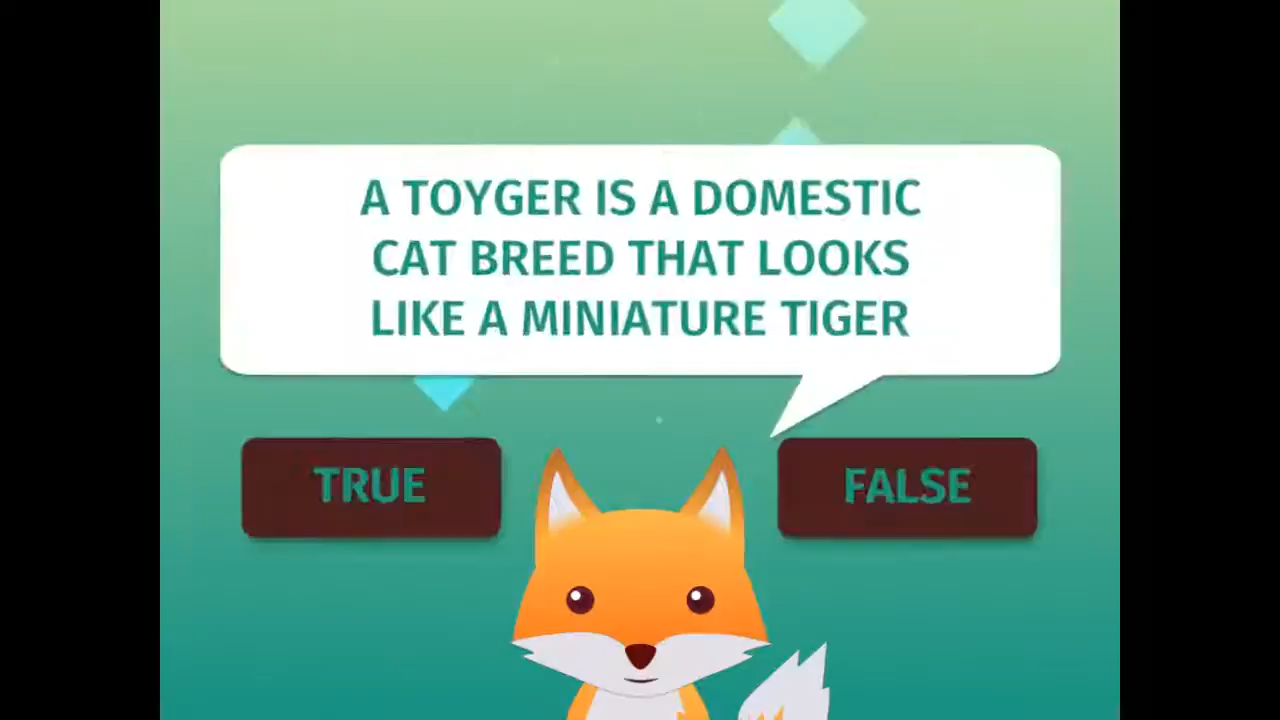 A TOYGER IS A DOMESTIC
CAT BREED THAT LOOKS
LIKE A MINIATURE TIGER
TRUE
FALSE